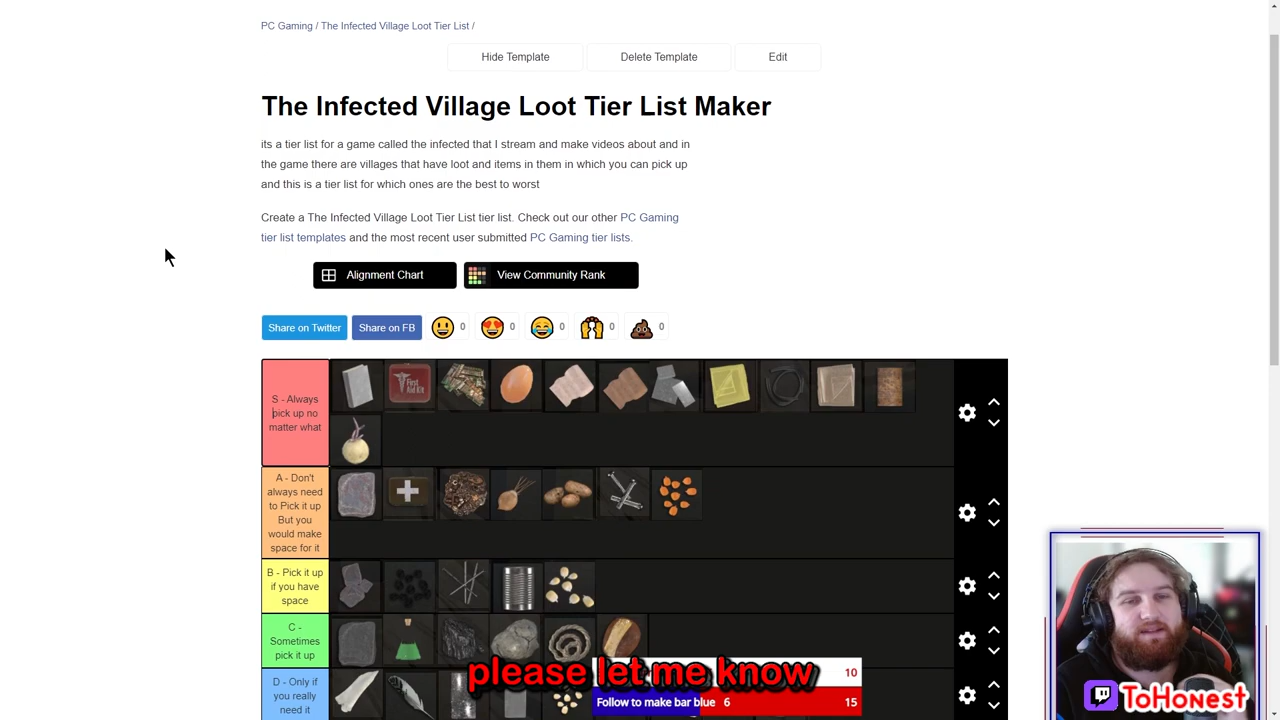 PC Gaming / The Infected Village Loot Tier List /
Hide Template
Delete Template
Edit
The Infected Village Loot Tier List Maker
its a tier list for a game called the infected that I stream and make videos about and in
the game there are villages that have loot and items in them in which you can pick up
and this is a tier list for which ones are the best to worst
Create a The Infected Village Loot Tier List tier list. Check out our other PC Gaming
tier list templates and the most recent user submitted PC Gaming tier lists.
Alignment Chart
View Community Rank
Share on Twitter
Share on FB
0
0
0
0
0
S - Always
pick up no
matter what
First
Aid Kit
A - Don't
always need
to Pick it up
But you
would make
space for it
B - Pick it up
if you have
space
C -
Sometimes
pick it up
D - Only if
you really
need it
please let me know
10
Follow to make bar blue 6 15
ToHonest